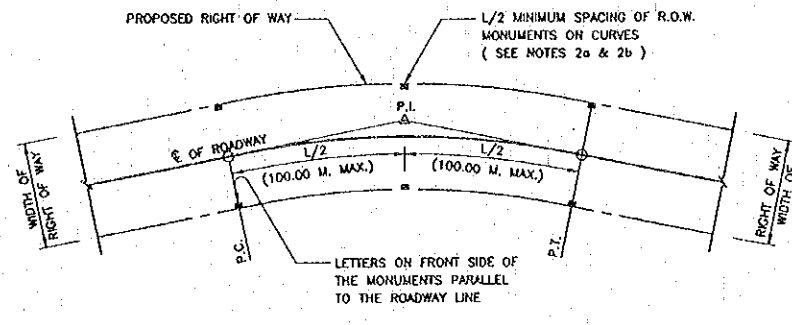 PROPOSED RIGHT OF WAY
L/2 MINIMUM SPACING OF R.O.W.
MONUMENTS ON CURVES
( SEE NOTES 2a & 2b )
P.I.
WIDTH OF
RIGHT OF WAY
℄ OF ROADWAY
L/2
(100.00 M. MAX.)
L/2
(100.00 M. MAX.)
RIGHT OF WAY
WIDTH OF
P.C.
P.T.
LETTERS ON FRONT SIDE OF
THE MONUMENTS PARALLEL
TO THE ROADWAY LINE